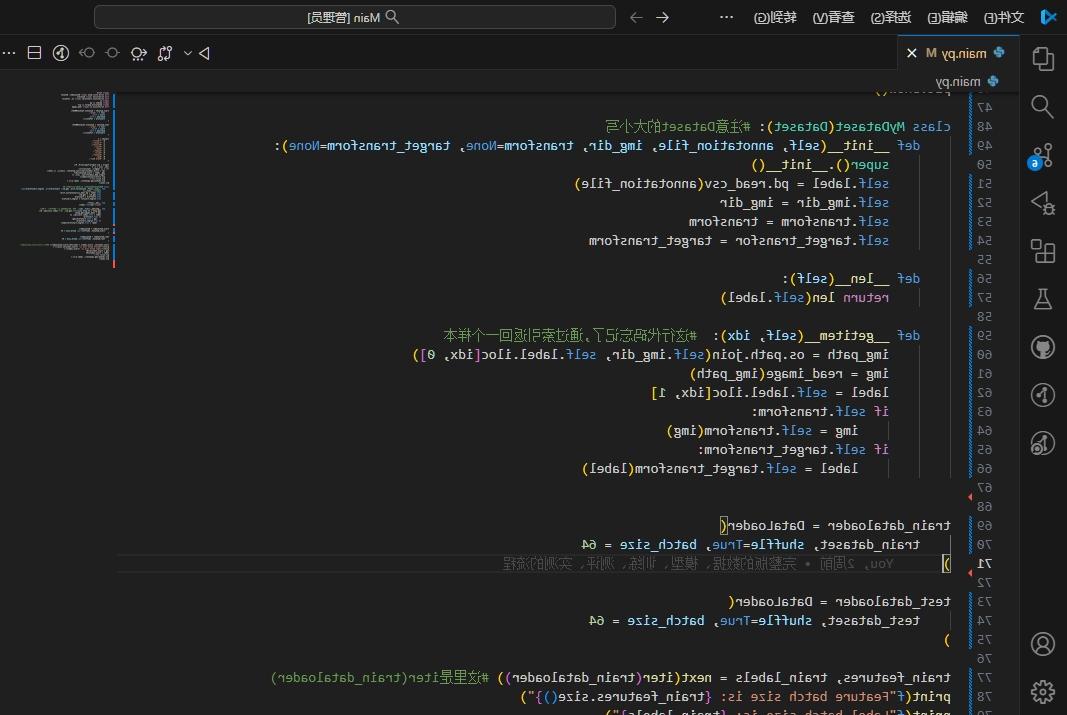 文件(F) 编辑(E) 选择(S) 查看(V) 转到(G) ··· Main [管理员]
main.py M
main.py
47
48 class MyDataset(Dataset): #注意Dataset的大小写
49 def __init__(self, annotation_file, img_dir, transform=None, target_transform=None):
50 super().__init__()
51 self.label = pd.read_csv(annotation_file)
52 self.img_dir = img_dir
53 self.transform = transform
54 self.target_transfor = target_transform
55
56 def __len__(self):
57 return len(self.label)
58
59 def __getitem__(self, idx): #这行代码忘记了,通过索引返回一个样本
60 img_path = os.path.join(self.img_dir, self.label.iloc[idx, 0])
61 img = read_image(img_path)
62 label = self.label.iloc[idx, 1]
63 if self.transform:
64 img = self.transform(img)
65 if self.target_transform:
66 label = self.target_transform(label)
67
68
69 train_dataloader = DataLoader(
70 train_dataset, shuffle=True, batch_size = 64
71 ) You, 2周前 • 完整版的数据、模型、训练、测评、实测的流程
72
73 test_dataloader = DataLoader(
74 test_dataset, shuffle=True, batch_size = 64
75 )
76
77 train_features, train_labels = next(iter(train_dataloader)) #这里是iter(train_dataloader)
78 print(f"Feature batch size is: {train_features.size()}")
79 print(f"Label batch size is: {train_labels}")
6